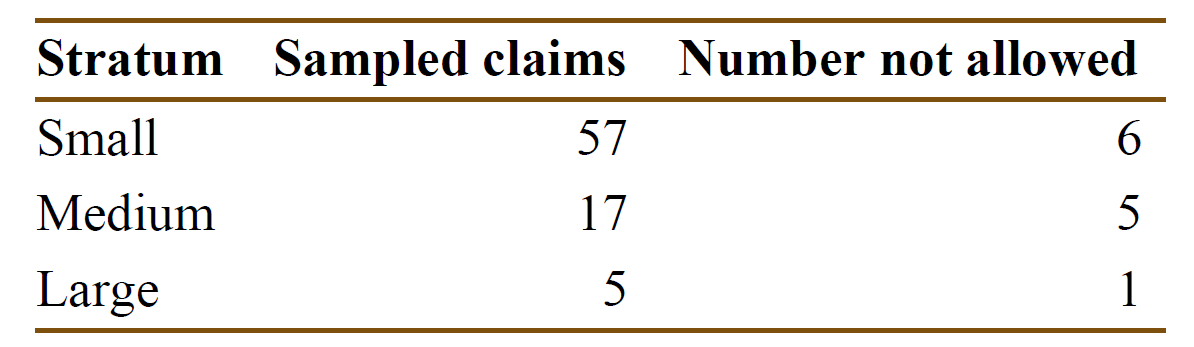 Stratum Sampled claims Number not allowed
Small 57 6
Medium 17 5
Large 5 1